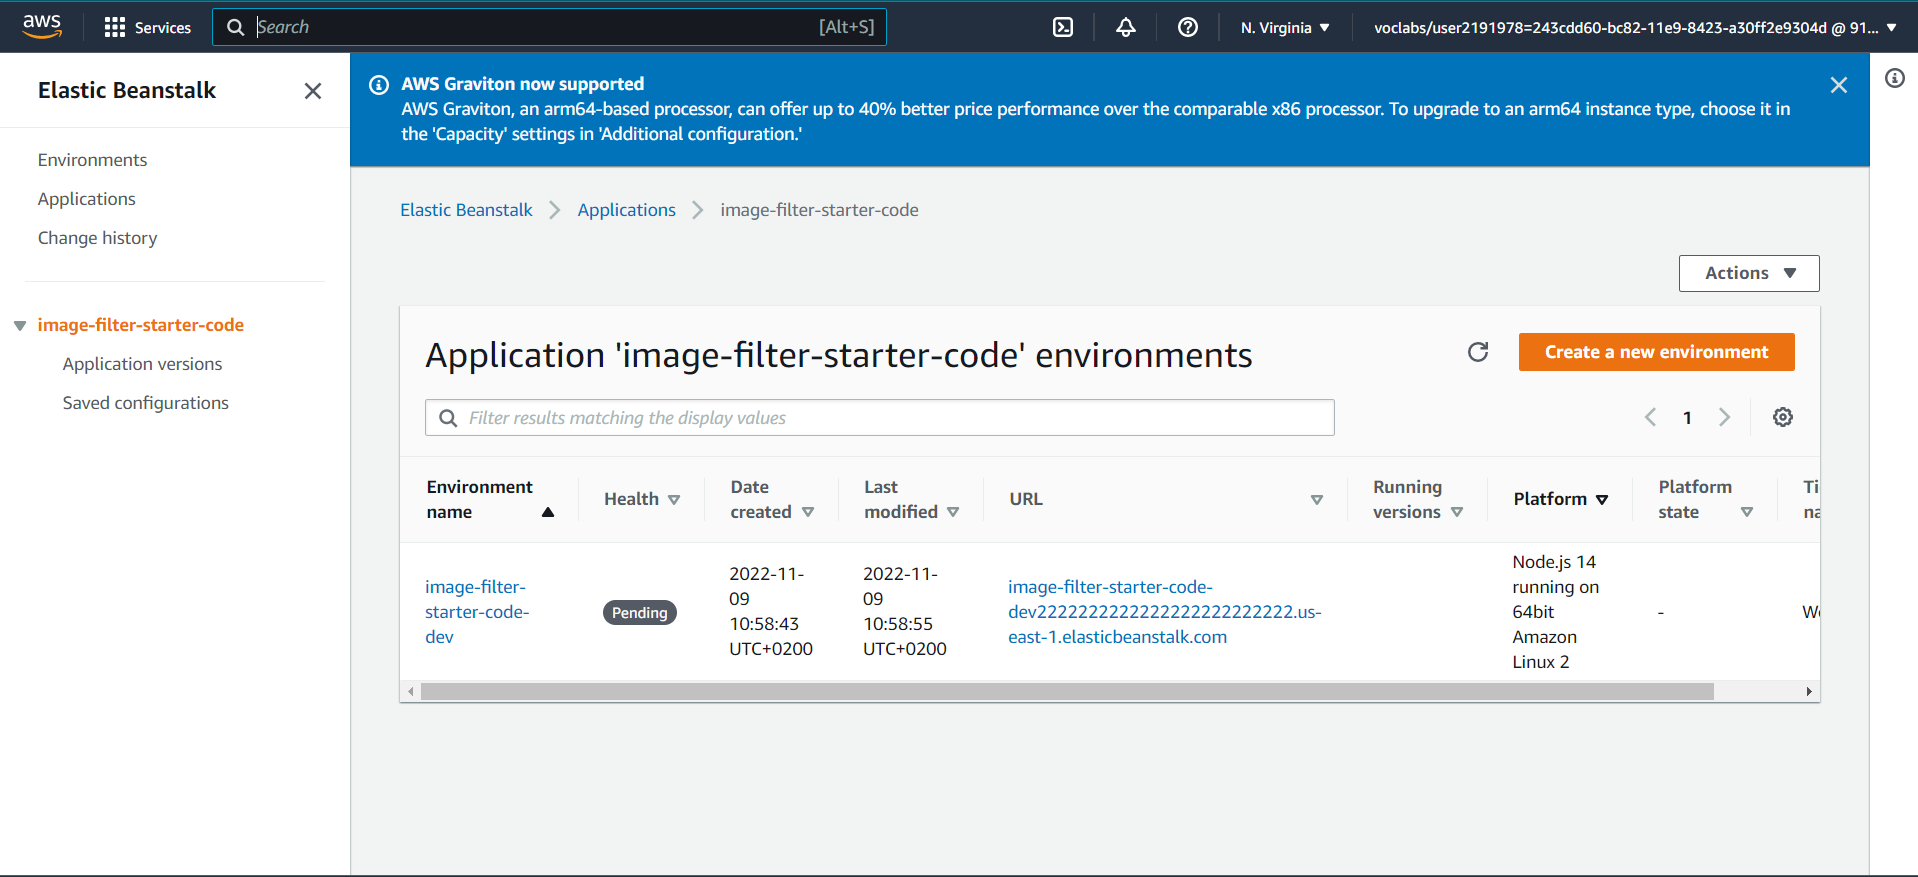 aws
Services
Search
[Alt+S]
N. Virginia
voclabs/user2191978=243cdd60-bc82-11e9-8423-a30ff2e9304d @ 91...
Elastic Beanstalk
Environments
Applications
Change history
image-filter-starter-code
Application versions
Saved configurations
AWS Graviton now supported
AWS Graviton, an arm64-based processor, can offer up to 40% better price performance over the comparable x86 processor. To upgrade to an arm64 instance type, choose it in
the 'Capacity' settings in 'Additional configuration.'
Elastic Beanstalk
Applications
image-filter-starter-code
Actions
Application 'image-filter-starter-code' environments
Create a new environment
Filter results matching the display values
1
Environment
name
Health
Date
created
Last
modified
URL
Running
versions
Platform
Platform
state
image-filter-
starter-code-
dev
Pending
2022-11-
09
10:58:43
UTC+0200
2022-11-
09
10:58:55
UTC+0200
image-filter-starter-code-
dev2222222222222222222222222.us-
east-1.elasticbeanstalk.com
Node.js 14
running on
64bit
Amazon
Linux 2
-